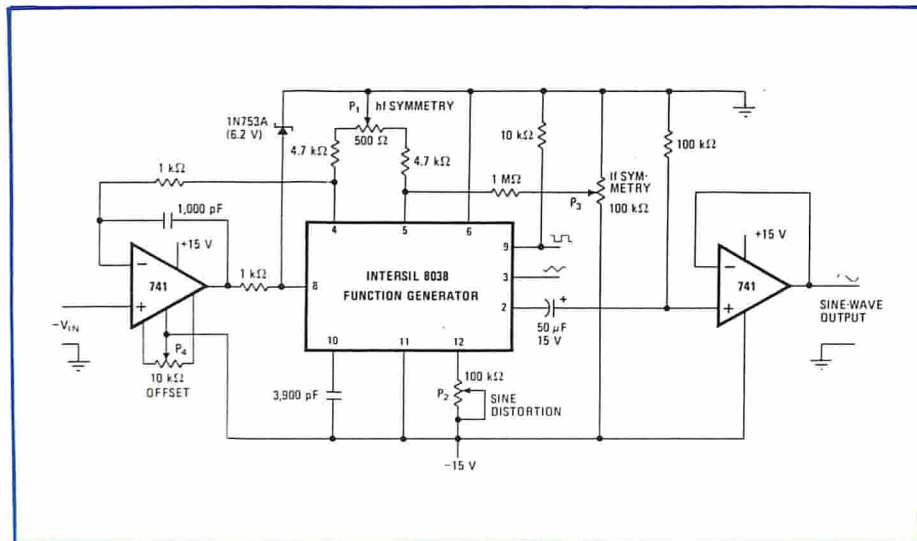 1N753A
(6.2 V)
P1
hf SYMMETRY
500 Ω
4.7 kΩ
4.7 kΩ
10 kΩ
100 kΩ
1 kΩ
1 MΩ
lf SYM-
METRY
P3
100 kΩ
1,000 pF
+15 V
−
741
+
1 kΩ
−VIN
P4
10 kΩ
OFFSET
4
5
6
8
9
3
2
10
11
12
INTERSIL 8038
FUNCTION GENERATOR
+
50 μF
15 V
+15 V
−
741
+
SINE-WAVE
OUTPUT
3,900 pF
100 kΩ
P2
SINE
DISTORTION
−15 V